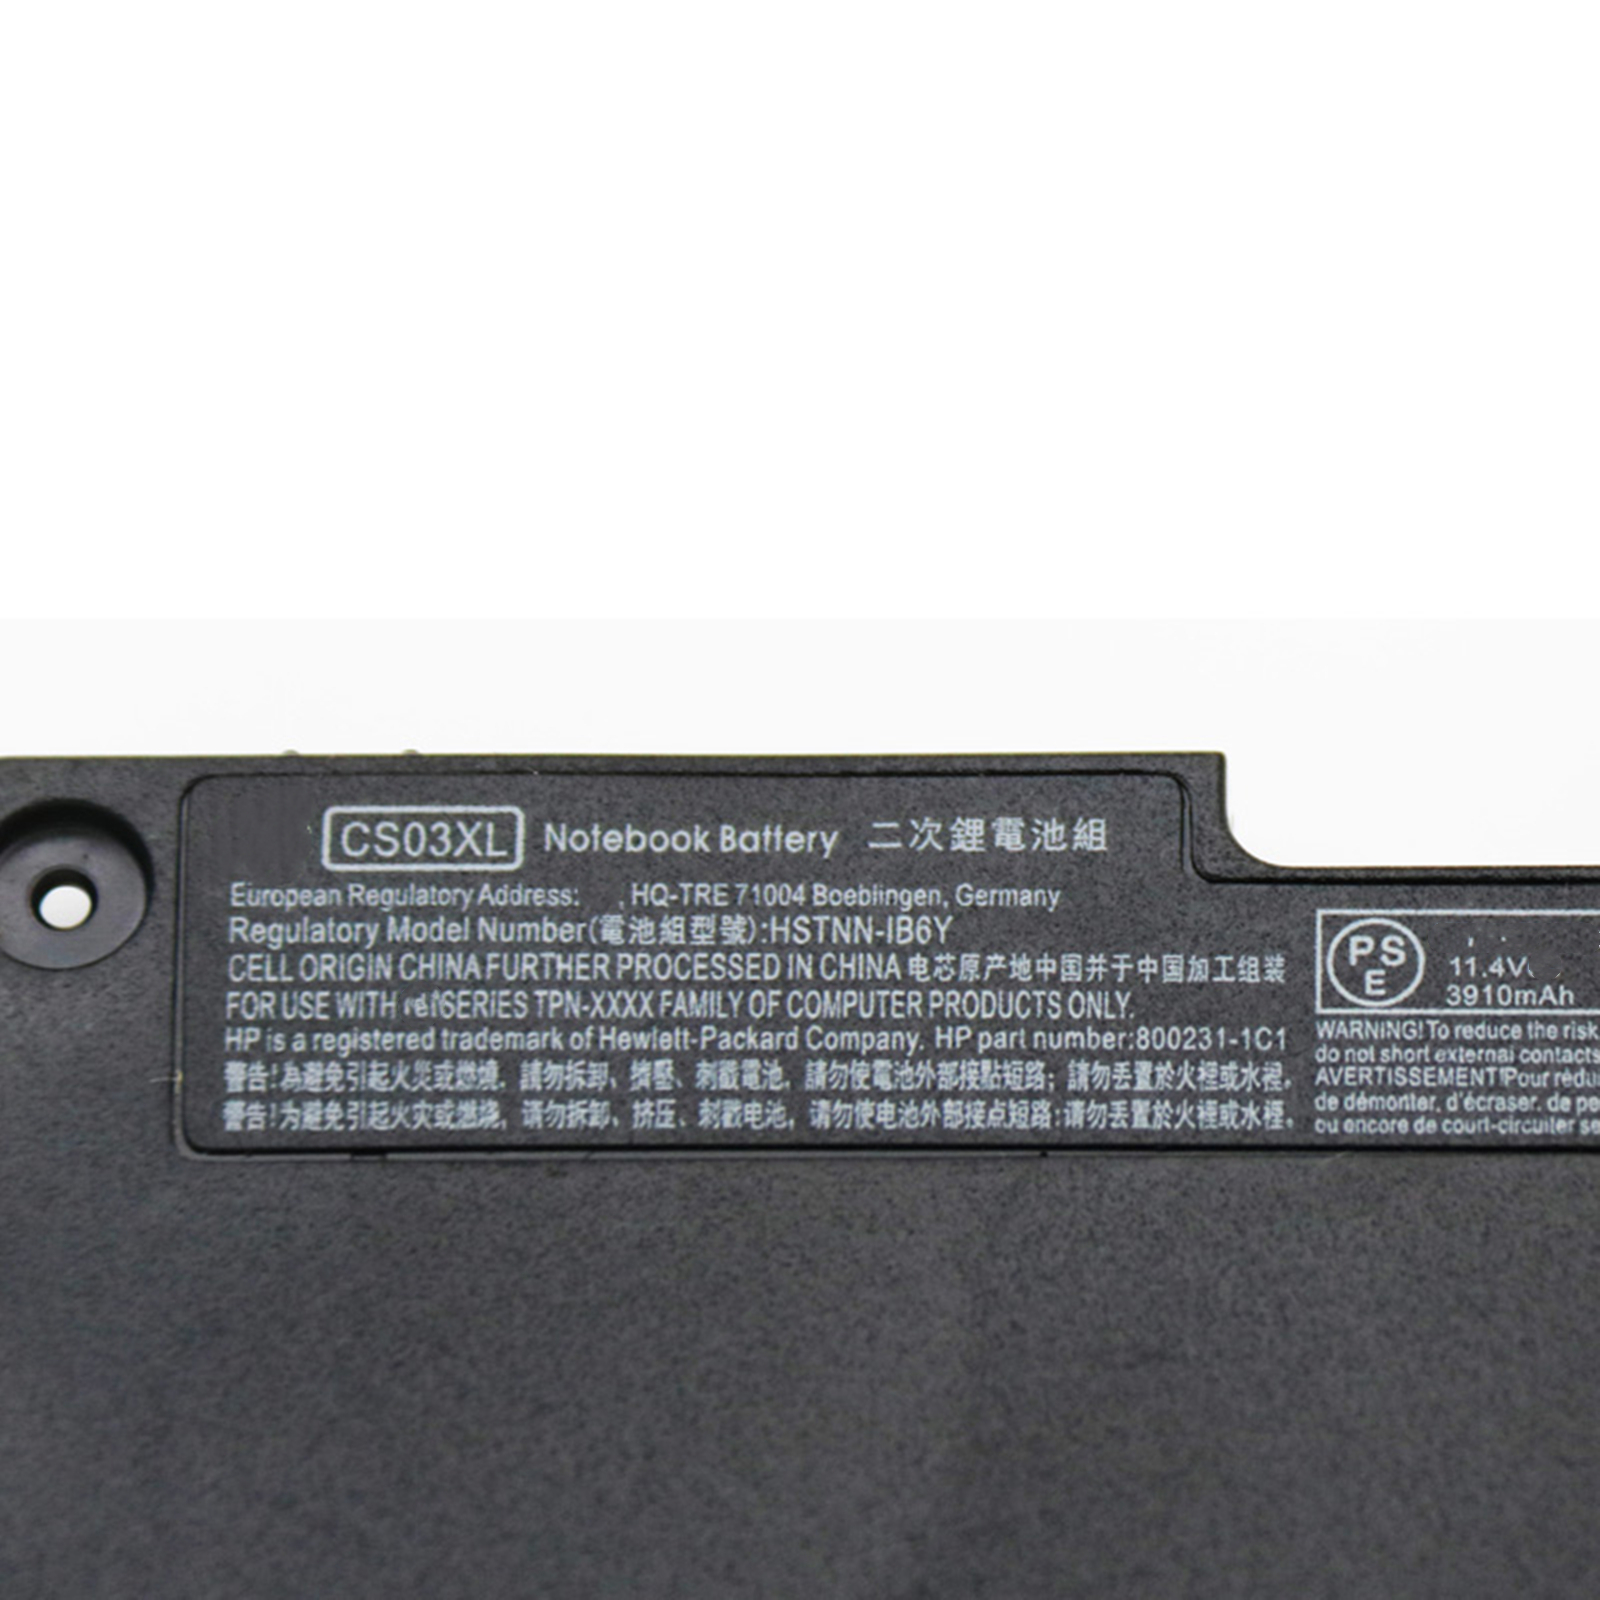 CS03XL Notebook Battery 二次鋰電池組
European Regulatory Address: , HQ-TRE 71004 Boeblingen, Germany
Regulatory Model Number(電池組型號):HSTNN-IB6Y
CELL ORIGIN CHINA FURTHER PROCESSED IN CHINA 电芯原产地中国并于中国加工组装
FOR USE WITH SERIES TPN-XXXX FAMILY OF COMPUTER PRODUCTS ONLY.
HP is a registered trademark of Hewlett-Packard Company. HP part number:800231-1C1
警告!為避免引起火災或燃燒，請勿拆卸、擠壓、刺戳電池，請勿使電池外部接點短路；請勿丟置於火裡或水裡。
警告!为避免引起火灾或燃烧，请勿拆卸、挤压、刺戳电池，请勿使电池外部接点短路:请勿丟置於火裡或水裡。
PS
E
11.4V
3910mAh
WARNING! To reduce the risk
do not short external contacts
AVERTISSEMENT!Pour rédu
de démonter, d'écraser, de pe
ou encore de court-circuiter se